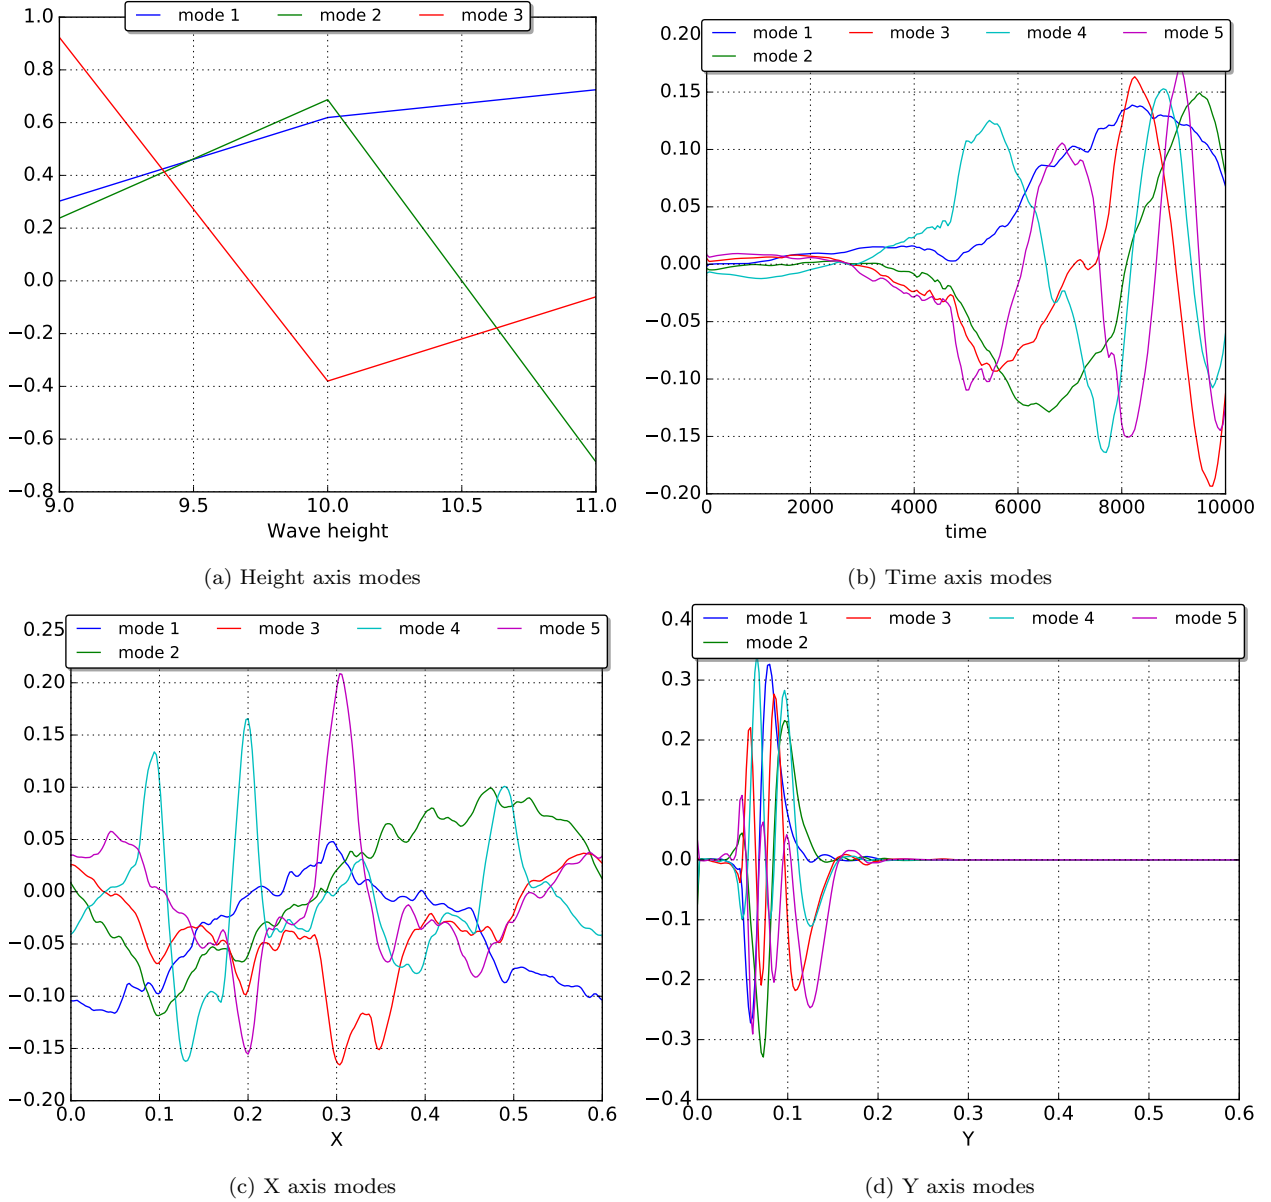 mode 1 mode 2 mode 3
1.0
0.8
0.6
0.4
0.2
0.0
−0.2
−0.4
−0.6
−0.8
9.0 9.5 10.0 10.5 11.0
Wave height
(a) Height axis modes
mode 1 mode 3 mode 4 mode 5
mode 2
0.20
0.15
0.10
0.05
0.00
−0.05
−0.10
−0.15
−0.20
0 2000 4000 6000 8000 10000
time
(b) Time axis modes
mode 1 mode 3 mode 4 mode 5
mode 2
0.25
0.20
0.15
0.10
0.05
0.00
−0.05
−0.10
−0.15
−0.20
0.0 0.1 0.2 0.3 0.4 0.5 0.6
X
(c) X axis modes
mode 1 mode 3 mode 4 mode 5
mode 2
0.4
0.3
0.2
0.1
0.0
−0.1
−0.2
−0.3
−0.4
0.0 0.1 0.2 0.3 0.4 0.5 0.6
Y
(d) Y axis modes